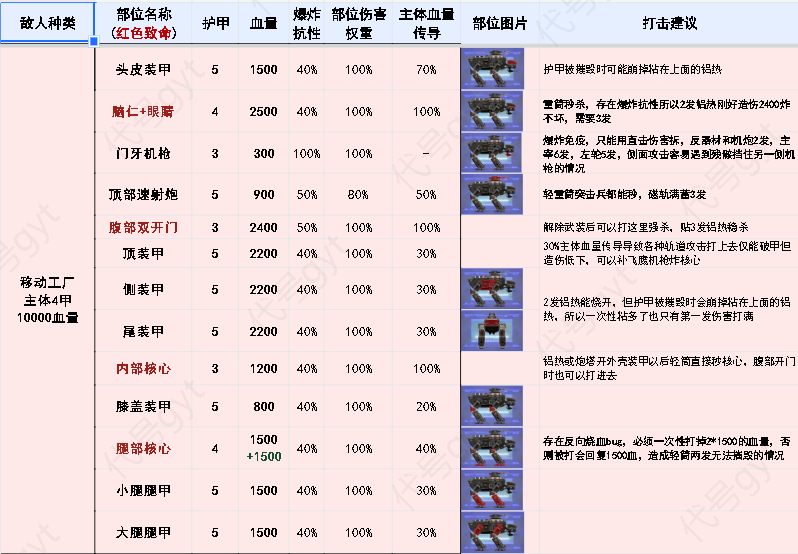 敌人种类 部位名称 护甲 血量 爆炸 部位伤害 主体血量 部位图片 打击建议
(红色致命) 抗性 权重 传导
头皮装甲 5 1500 40% 100% 70% 护甲被摧毁时可能崩掉粘在上面的铝热
脑仁+眼睛 4 2500 40% 100% 100% 重筒秒杀，存在爆炸抗性所以2发铝热刚好造伤2400炸
不坏，需要3发
门牙机枪 3 300 100% 100% – 爆炸免疫，只能用直击伤害拆，反器材和机炮2发，主
宰6发，左轮5发，侧面攻击容易遇到残骸挡住另一侧机
枪的情况
顶部速射炮 5 900 50% 80% 50% 轻重筒突击兵都能秒，磁轨满蓄3发
腹部双开门 3 2400 50% 100% 100% 解除武装后可以打这里强杀，贴3发铝热稳杀
顶装甲 5 2200 40% 100% 30% 30%主体血量传导导致各种轨道攻击打上去仅能破甲但
造伤低下，可以补飞鹰机枪炸核心
移动工厂
主体4甲
10000血量
侧装甲 5 2200 40% 100% 30% 2发铝热能烧开，但护甲被摧毁时会崩掉粘在上面的铝
热，所以一次性粘多了也只有第一发伤害打满
尾装甲 5 2200 40% 100% 30%
内部核心 3 1200 40% 100% 100% 铝热或炮塔开外壳装甲以后轻筒直接秒核心，腹部开门
时也可以打进去
膝盖装甲 5 800 40% 100% 20%
腿部核心 4 1500 40% 100% 40% 存在反向烧血bug，必须一次性打掉2*1500的血量，否
+1500 则被打会回复1500血，造成轻筒两发无法摧毁的情况
小腿腿甲 5 1500 40% 100% 30%
大腿腿甲 5 1500 40% 100% 30%
代号gyt